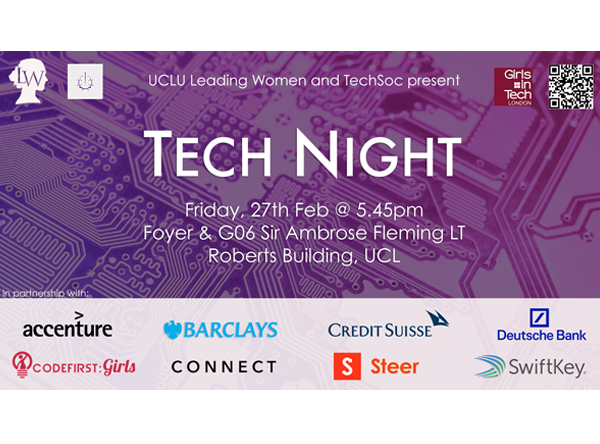 LW
UCLU Leading Women and TechSoc present
Girls
in
Tech
LONDON
TECH NIGHT
Friday, 27th Feb @ 5.45pm
Foyer & G06 Sir Ambrose Fleming LT
Roberts Building, UCL
In partnership with:
accenture
BARCLAYS
CREDIT SUISSE
Deutsche Bank
CODEFIRST:Girls
CONNECT
S Steer
SwiftKey